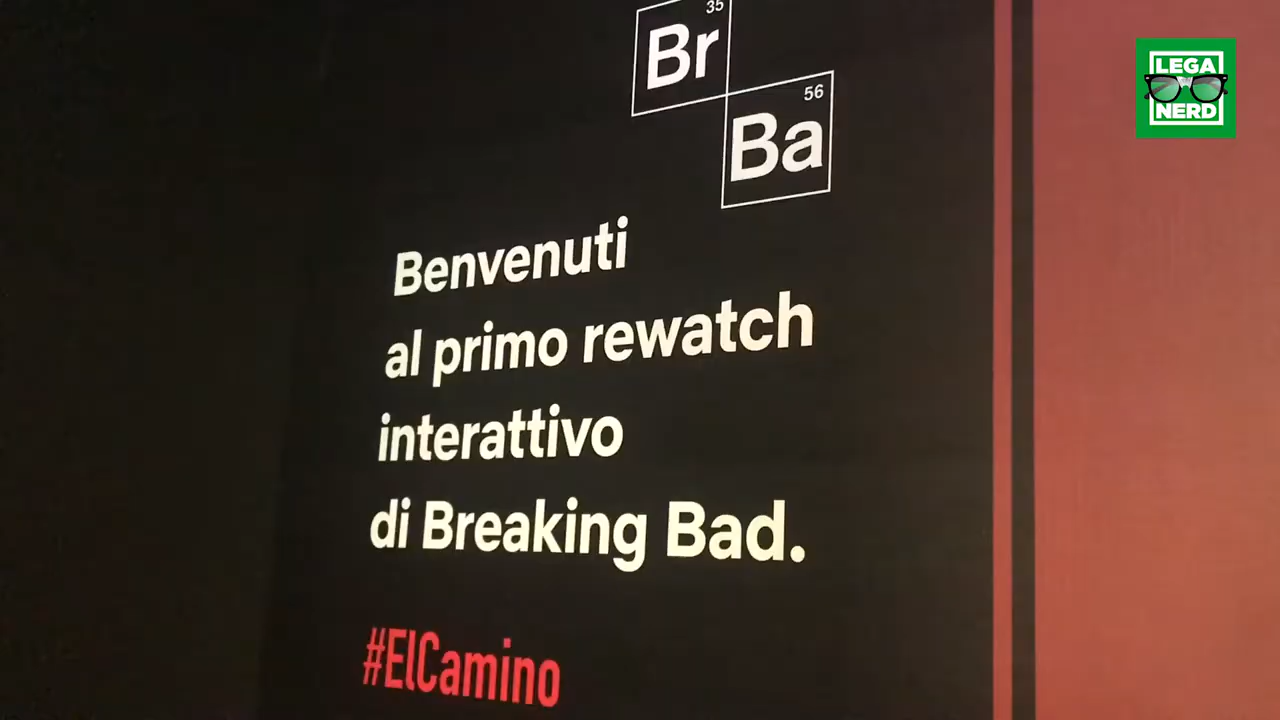 35
Br
56
Ba
Benvenuti
al primo rewatch
interattivo
di Breaking Bad.
#ElCamino
LEGA
NERD